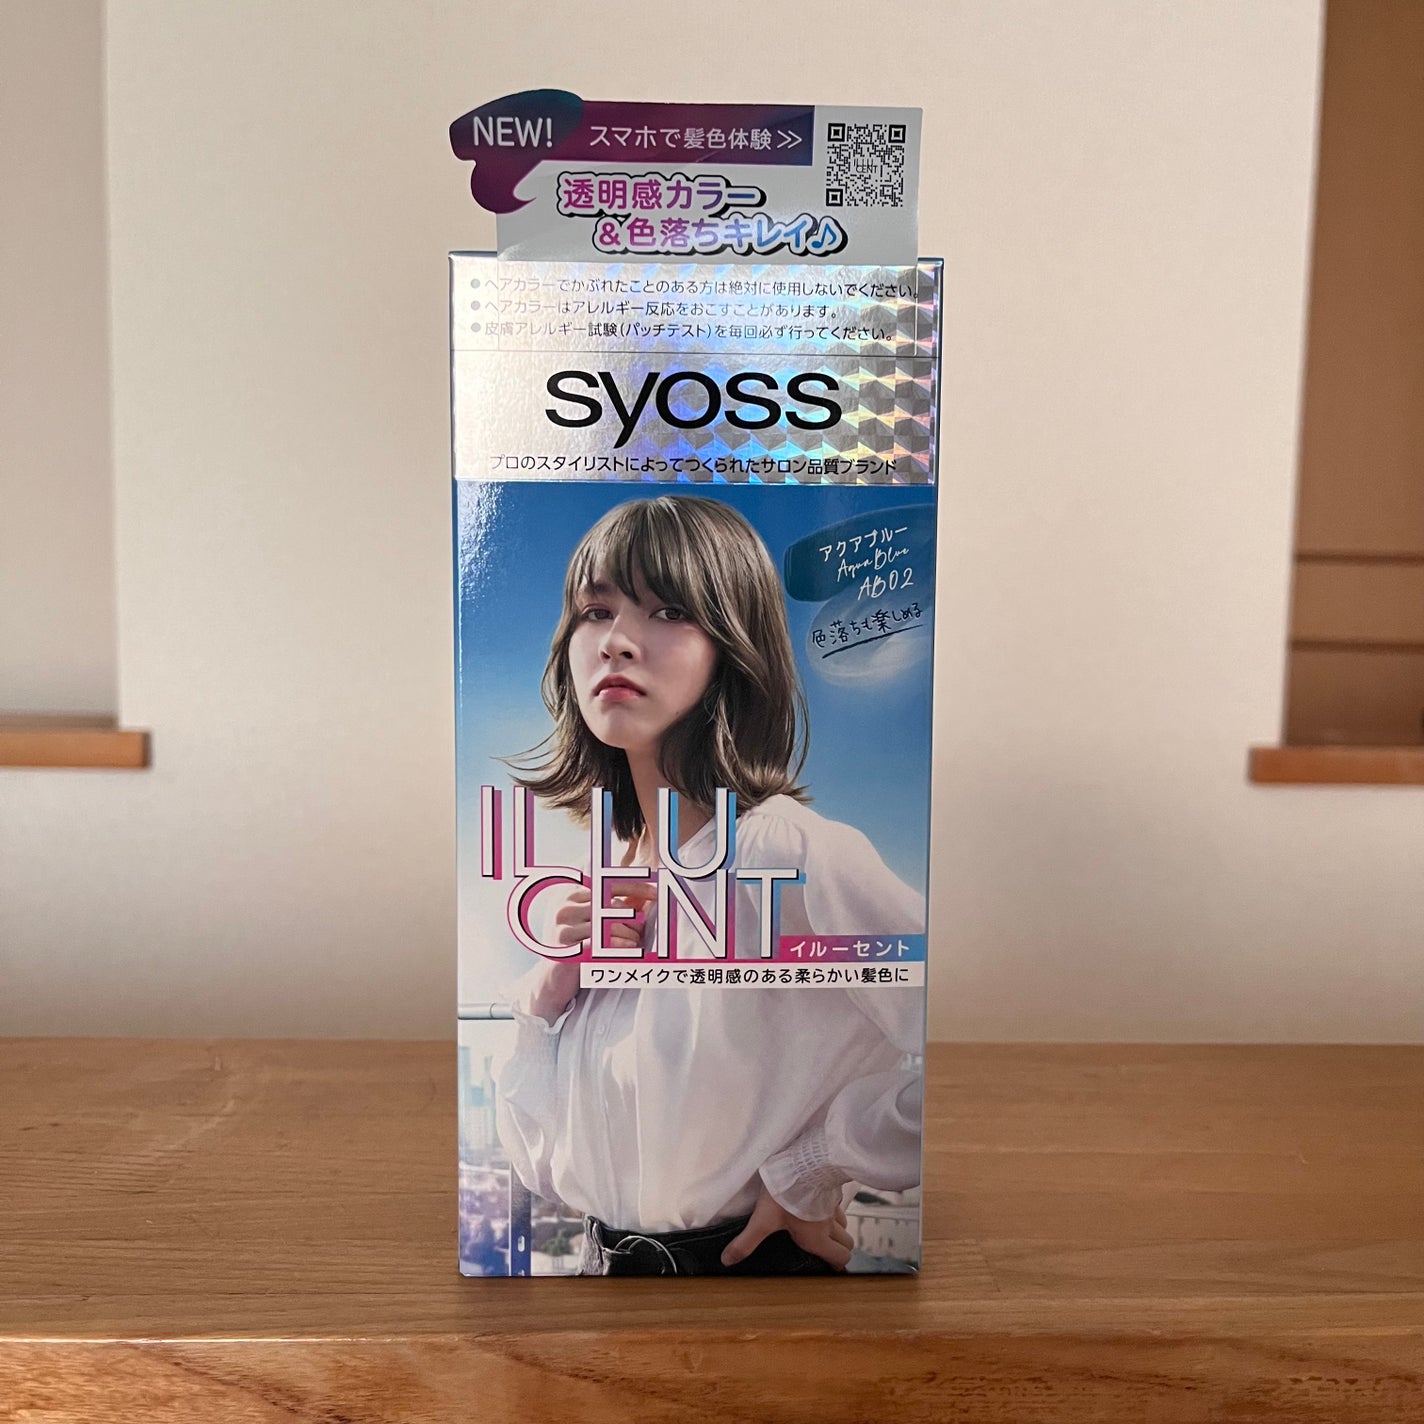 NEW!
スマホで髪色体験≫
CENT
透明感カラー
&色落ちキレイ♪
●ヘアカラーでかぶれたことのある方は絶対に使用しないでください。
●ヘアカラーはアレルギー反応をおこすことがあります。
●皮膚アレルギー試験(パッチテスト)を毎回必ず行ってください。
syoss
プロのスタイリストによってつくられたサロン品質ブランド
アクアブルー
Aqua Blue
AB02
色落ちも楽しめる
ILLU
CENT
イルーセント
ワンメイクで透明感のある柔らかい髪色に